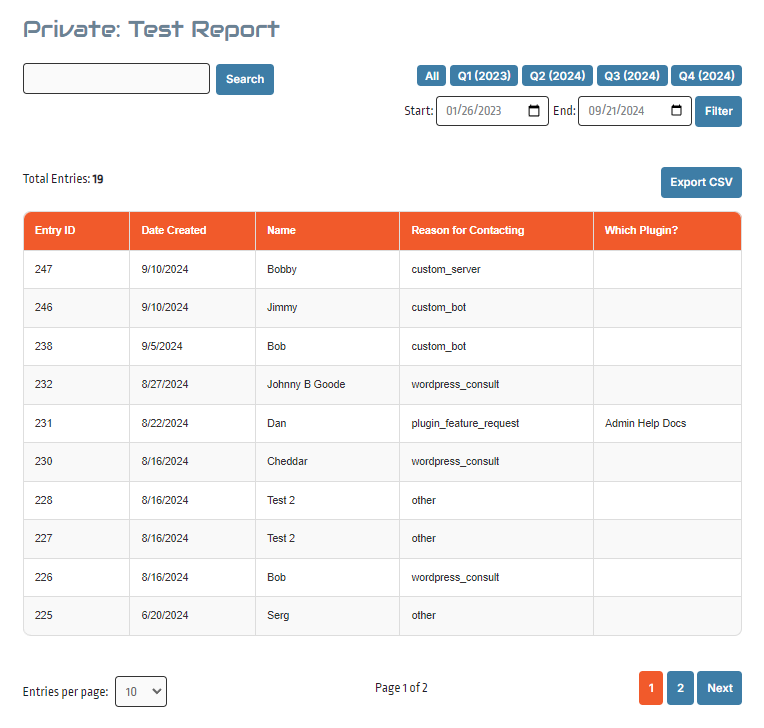 Private: Test Report
Search
All Q1 (2023) Q2 (2024) Q3 (2024) Q4 (2024)
Start: 01/26/2023 End: 09/21/2024 Filter
Total Entries: 19
Export CSV
Entry ID Date Created Name Reason for Contacting Which Plugin?
247 9/10/2024 Bobby custom_server
246 9/10/2024 Jimmy custom_bot
238 9/5/2024 Bob custom_bot
232 8/27/2024 Johnny B Goode wordpress_consult
231 8/22/2024 Dan plugin_feature_request Admin Help Docs
230 8/16/2024 Cheddar wordpress_consult
228 8/16/2024 Test 2 other
227 8/16/2024 Test 2 other
226 8/16/2024 Bob wordpress_consult
225 6/20/2024 Serg other
Entries per page: 10 Page 1 of 2 1 2 Next